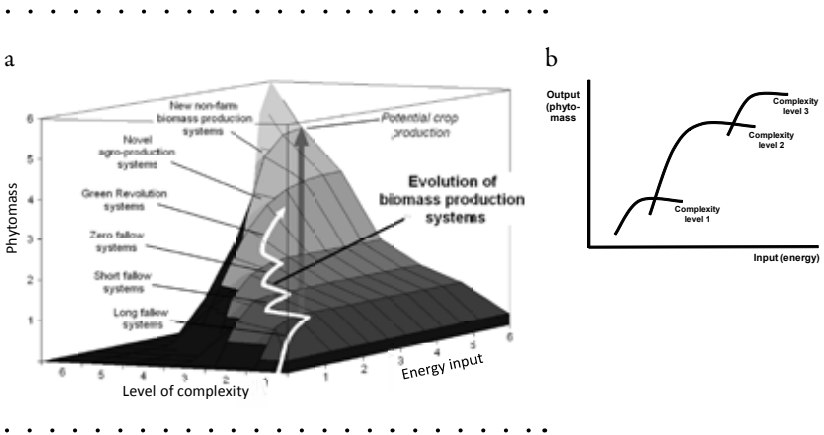 a
New non-farm
biomass production
systems
Novel
agro-production
systems
Green Revolution
systems
Zero fallow
systems
Short fallow
systems
Long fallow
systems
Potential crop
production
Evolution of
biomass production
systems
Phytomass
6
5
4
3
2
1
6
5
4
3
2
1
Level of complexity
1
2
3
4
5
6
Energy input
b
Output
(phyto-
mass
Complexity
level 3
Complexity
level 2
Complexity
level 1
Input (energy)